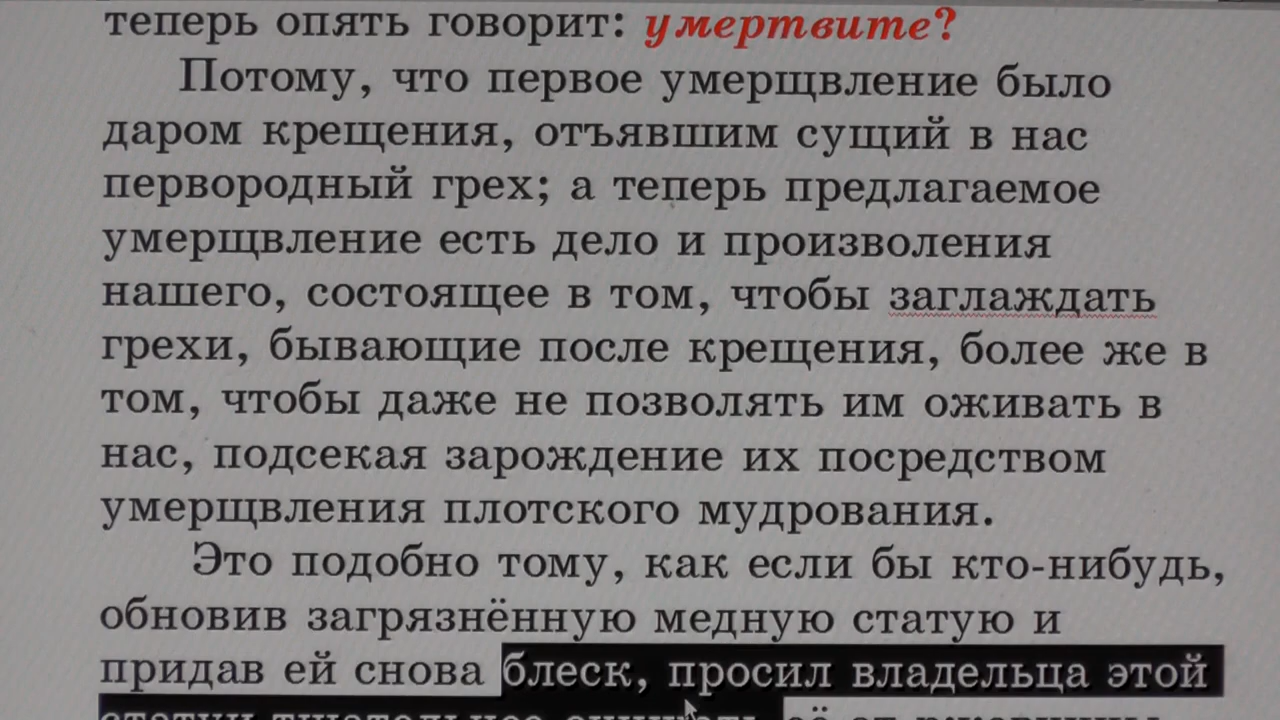 теперь опять говорит: умертвите?
Потому, что первое умерщвление было
даром крещения, отъявшим сущий в нас
первородный грех; а теперь предлагаемое
умерщвление есть дело и произволения
нашего, состоящее в том, чтобы заглаждать
грехи, бывающие после крещения, более же в
том, чтобы даже не позволять им оживать в
нас, подсекая зарождение их посредством
умерщвления плотского мудрования.
Это подобно тому, как если бы кто-нибудь,
обновив загрязнённую медную статую и
придав ей снова блеск, просил владельца этой